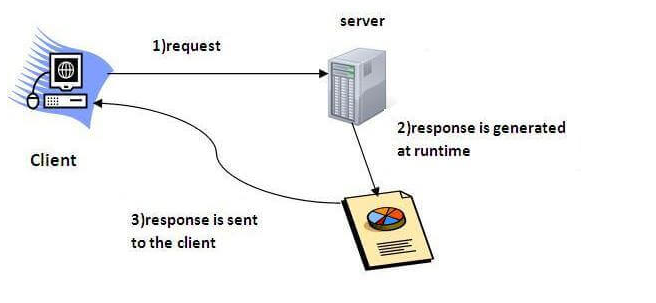 server
1)request
2)response is generated
at runtime
Client
3)response is sent
to the client